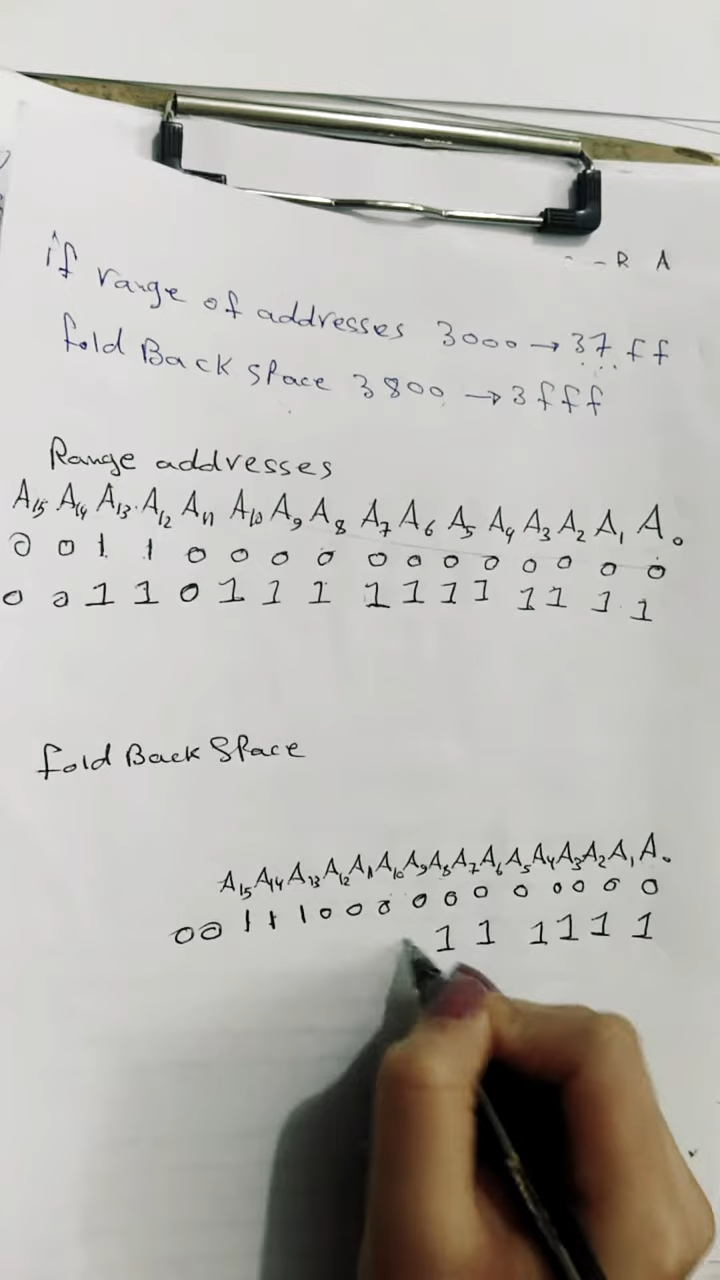 R A
if range of addresses 3000 → 37ff
fold Back space 3800 → 3fff
Range addresses
A15 A14 A13 A12 A11 A10 A9 A8 A7 A6 A5 A4 A3 A2 A1 A0
0 0 1 1 0 0 0 0 0 0 0 0 0 0 0 0
0 0 1 1 0 1 1 1 1 1 1 1 1 1 1 1
fold Back Space
A15 A14 A13 A12 A11 A10 A9 A8 A7 A6 A5 A4 A3 A2 A1 A0
0 0 1 1 1 0 0 0 0 0 0 0 0 0 0 0
1 1 1 1 1 1